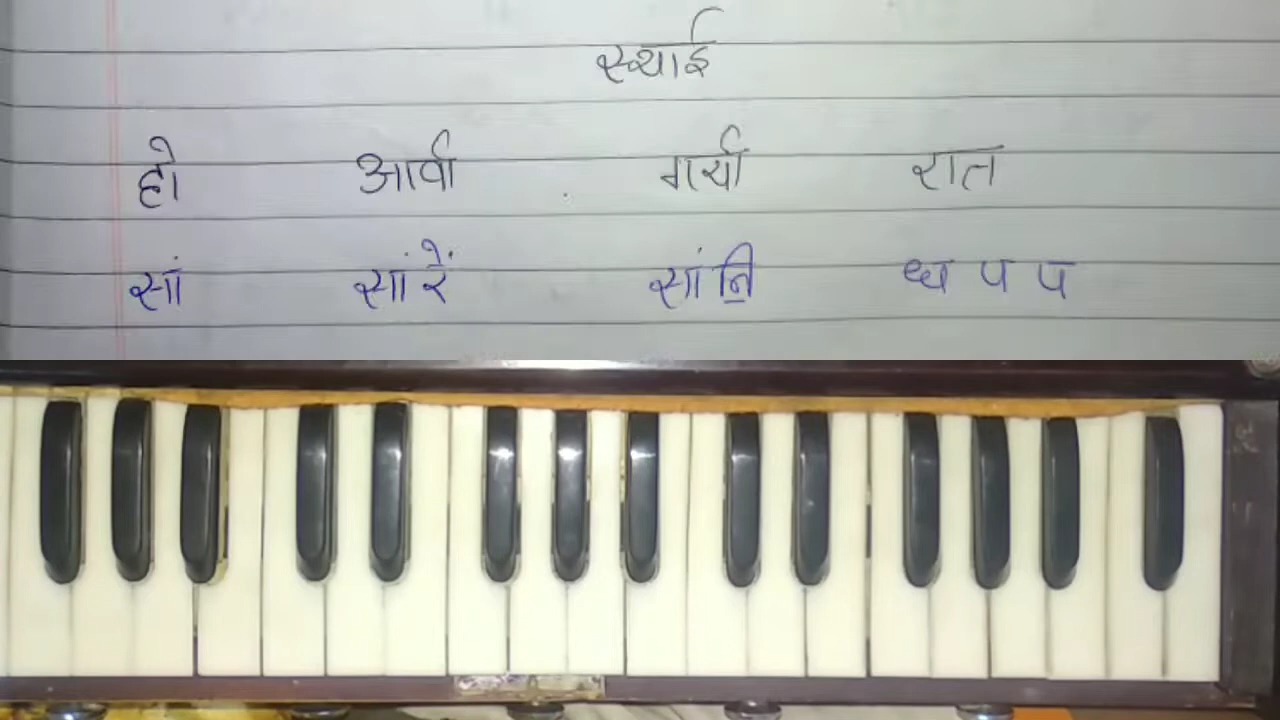 स्थाई
हो आवी गयी रात
सां सां रें सां नि॒ ध प प